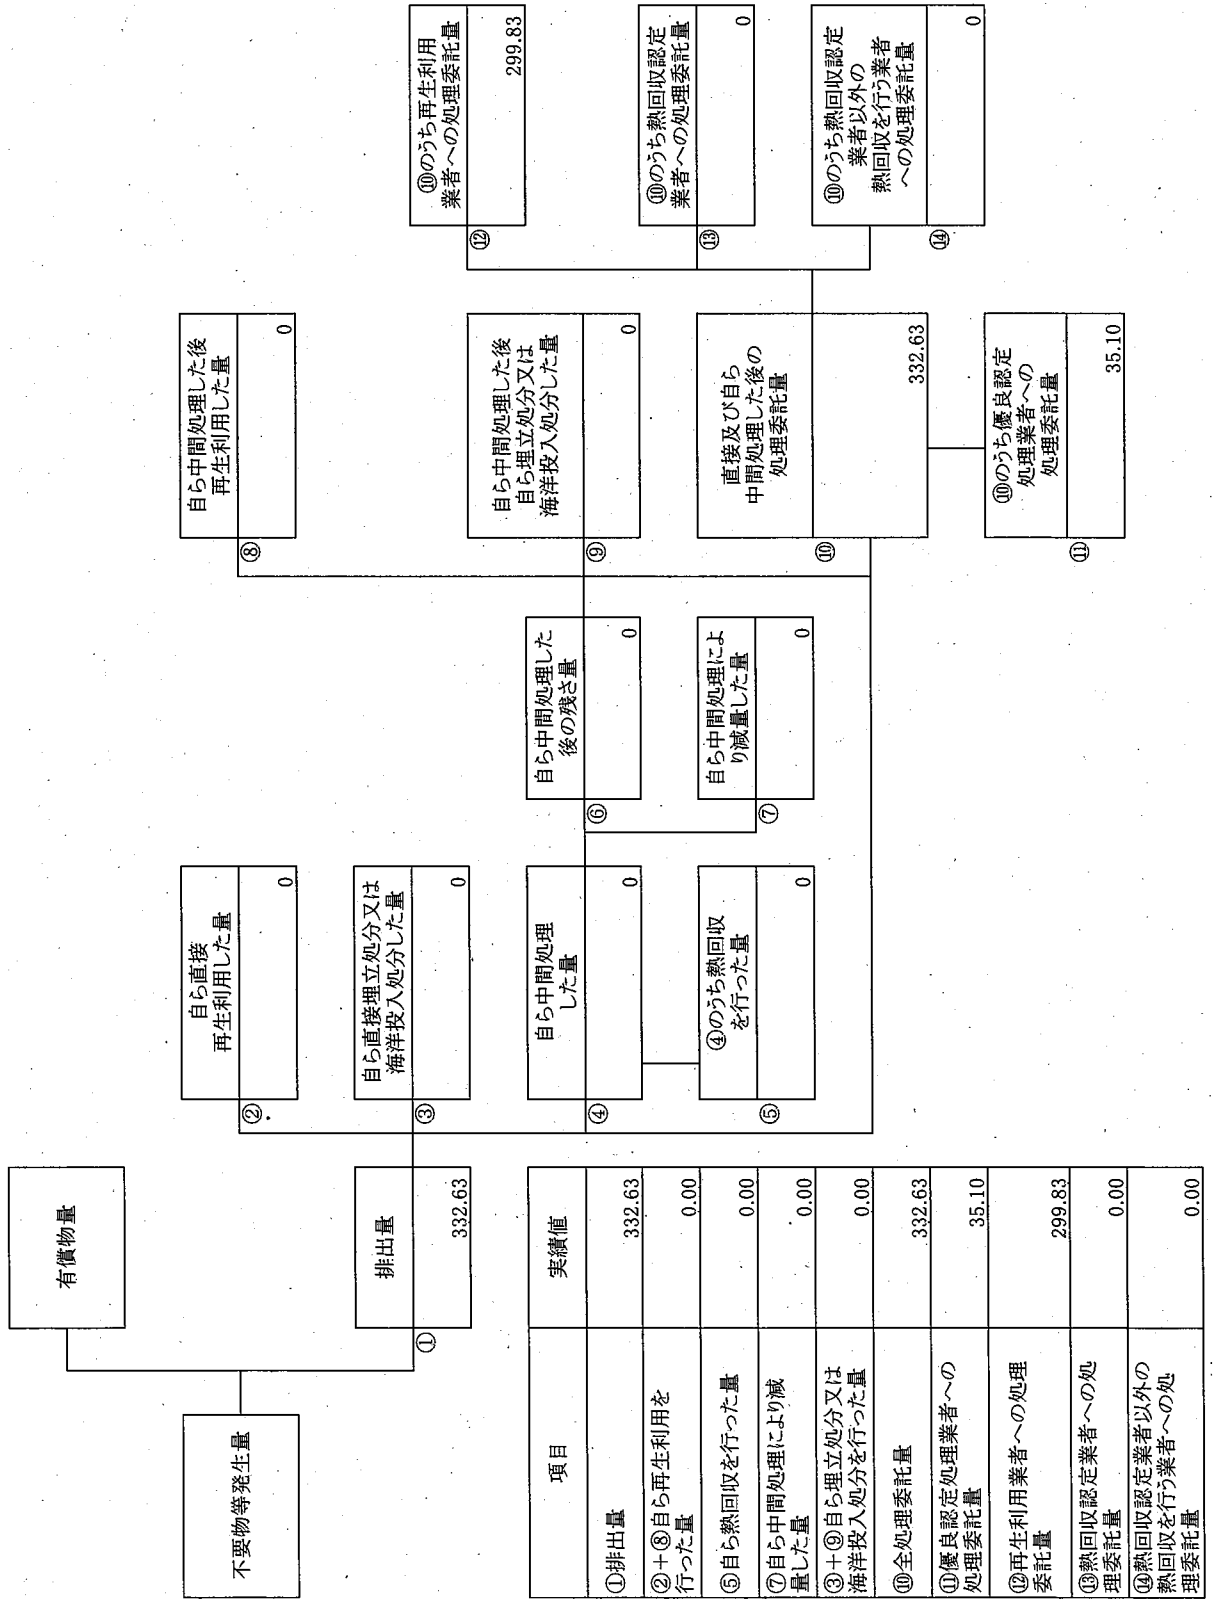 不要物等発生量
有償物量
①
排出量
332.63
②
自ら直接
再生利用した量
0
③
自ら直接埋立処分又は
海洋投入処分した量
0
④
自ら中間処理
した量
0
⑤
④のうち熱回収
を行った量
0
⑥
自ら中間処理した
後の残さ量
0
⑦
自ら中間処理によ
り減量した量
0
⑧
自ら中間処理した後
再生利用した量
0
⑨
自ら中間処理した後
自ら埋立処分又は
海洋投入処分した量
0
⑩
直接及び自ら
中間処理した後の
処理委託量
332.63
⑪
⑩のうち優良認定
処理業者への
処理委託量
35.10
⑫
⑩のうち再生利用
業者への処理委託量
299.83
⑬
⑩のうち熱回収認定
業者への処理委託量
0
⑭
⑩のうち熱回収認定
業者以外の
熱回収を行う業者
への処理委託量
0
項目 実績値
①排出量 332.63
②+⑧自ら再生利用を
行った量 0.00
⑤自ら熱回収を行った量 0.00
⑦自ら中間処理により減
量した量 0.00
③+⑨自ら埋立処分又は
海洋投入処分を行った量 0.00
⑩全処理委託量 332.63
⑪優良認定処理業者への
処理委託量 35.10
⑫再生利用業者への処理
委託量 299.83
⑬熱回収認定業者への処
理委託量 0.00
⑭熱回収認定業者以外の
熱回収を行う業者への処
理委託量 0.00